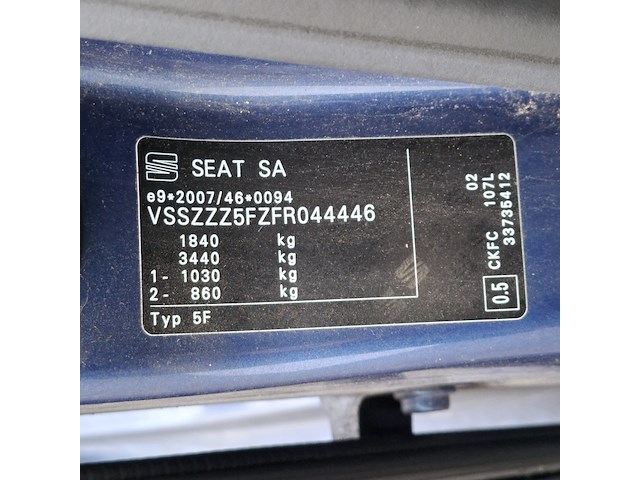 SEAT SA
e9*2007/46*0094
VSSZZZ5FZFR044446
1840 kg
3440 kg
1- 1030 kg
2- 860 kg
Typ 5F
02
CKFC 107L
33735412
0.5